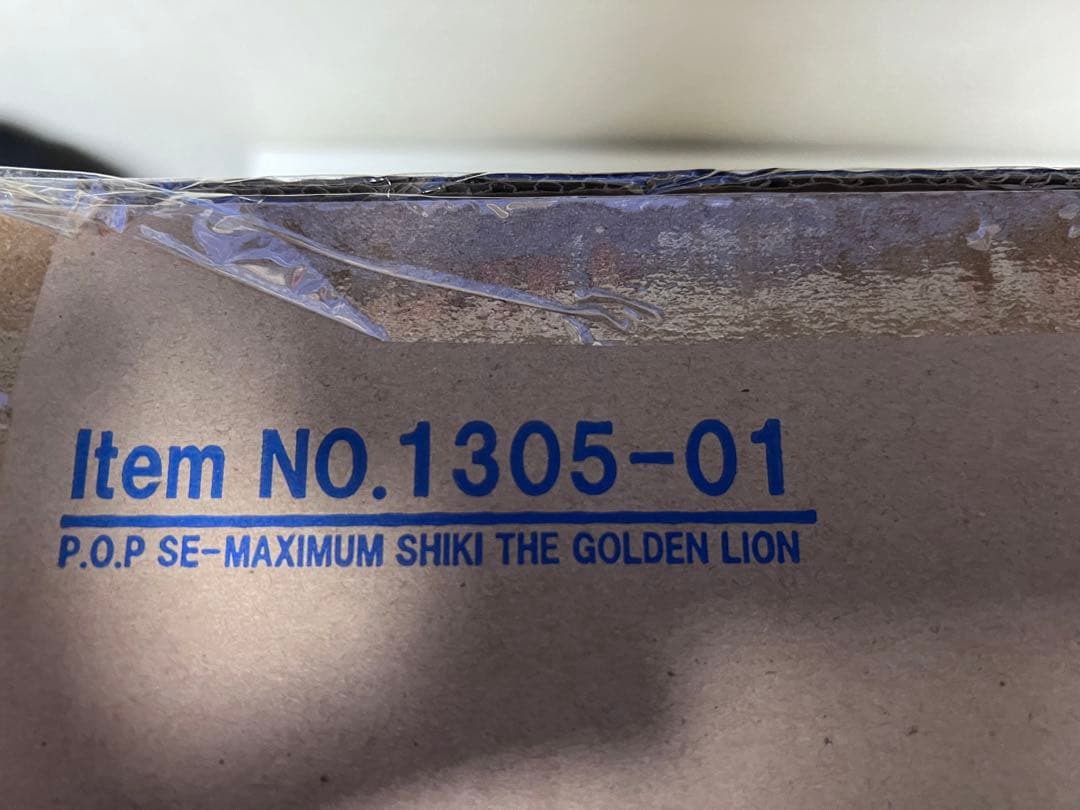 Item NO.1305-01
P.O.P SE-MAXIMUM SHIKI THE GOLDEN LION